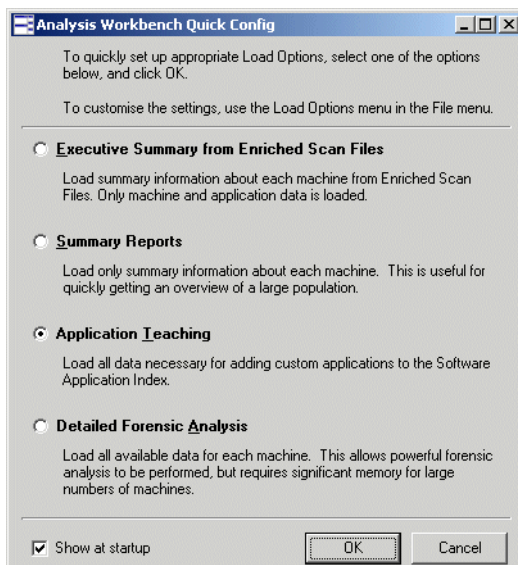 Analysis Workbench Quick Config
To quickly set up appropriate Load Options, select one of the options
below, and click OK.
To customise the settings, use the Load Options menu in the File menu.
Executive Summary from Enriched Scan Files
Load summary information about each machine from Enriched Scan
Files. Only machine and application data is loaded.
Summary Reports
Load only summary information about each machine. This is useful for
quickly getting an overview of a large population.
Application Teaching
Load all data necessary for adding custom applications to the Software
Application Index.
Detailed Forensic Analysis
Load all available data for each machine. This allows powerful forensic
analysis to be performed, but requires significant memory for large
numbers of machines.
Show at startup
OK
Cancel